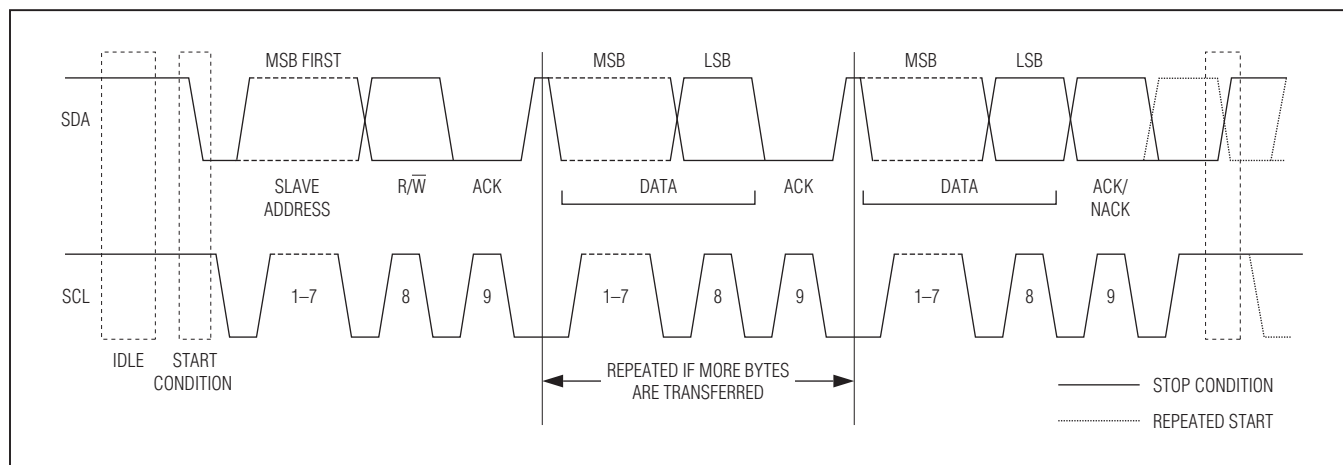 MSB FIRST
MSB
LSB
MSB
LSB
SDA
SLAVE
ADDRESS
R/W̅
ACK
DATA
ACK
DATA
ACK/
NACK
SCL
1–7
8
9
1–7
8
9
1–7
8
9
IDLE
START
CONDITION
REPEATED IF MORE BYTES
ARE TRANSFERRED
STOP CONDITION
REPEATED START